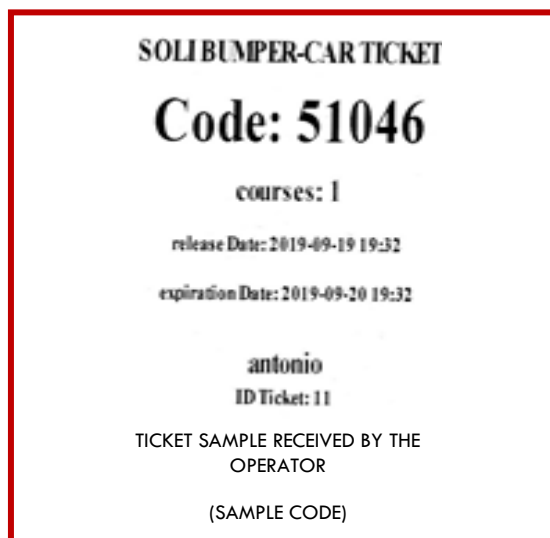 SOLI BUMPER-CAR TICKET
Code: 51046
courses: 1
release Date: 2019-09-19 19:32
expiration Date: 2019-09-20 19:32
antonio
ID Ticket: 11
TICKET SAMPLE RECEIVED BY THE
OPERATOR
(SAMPLE CODE)